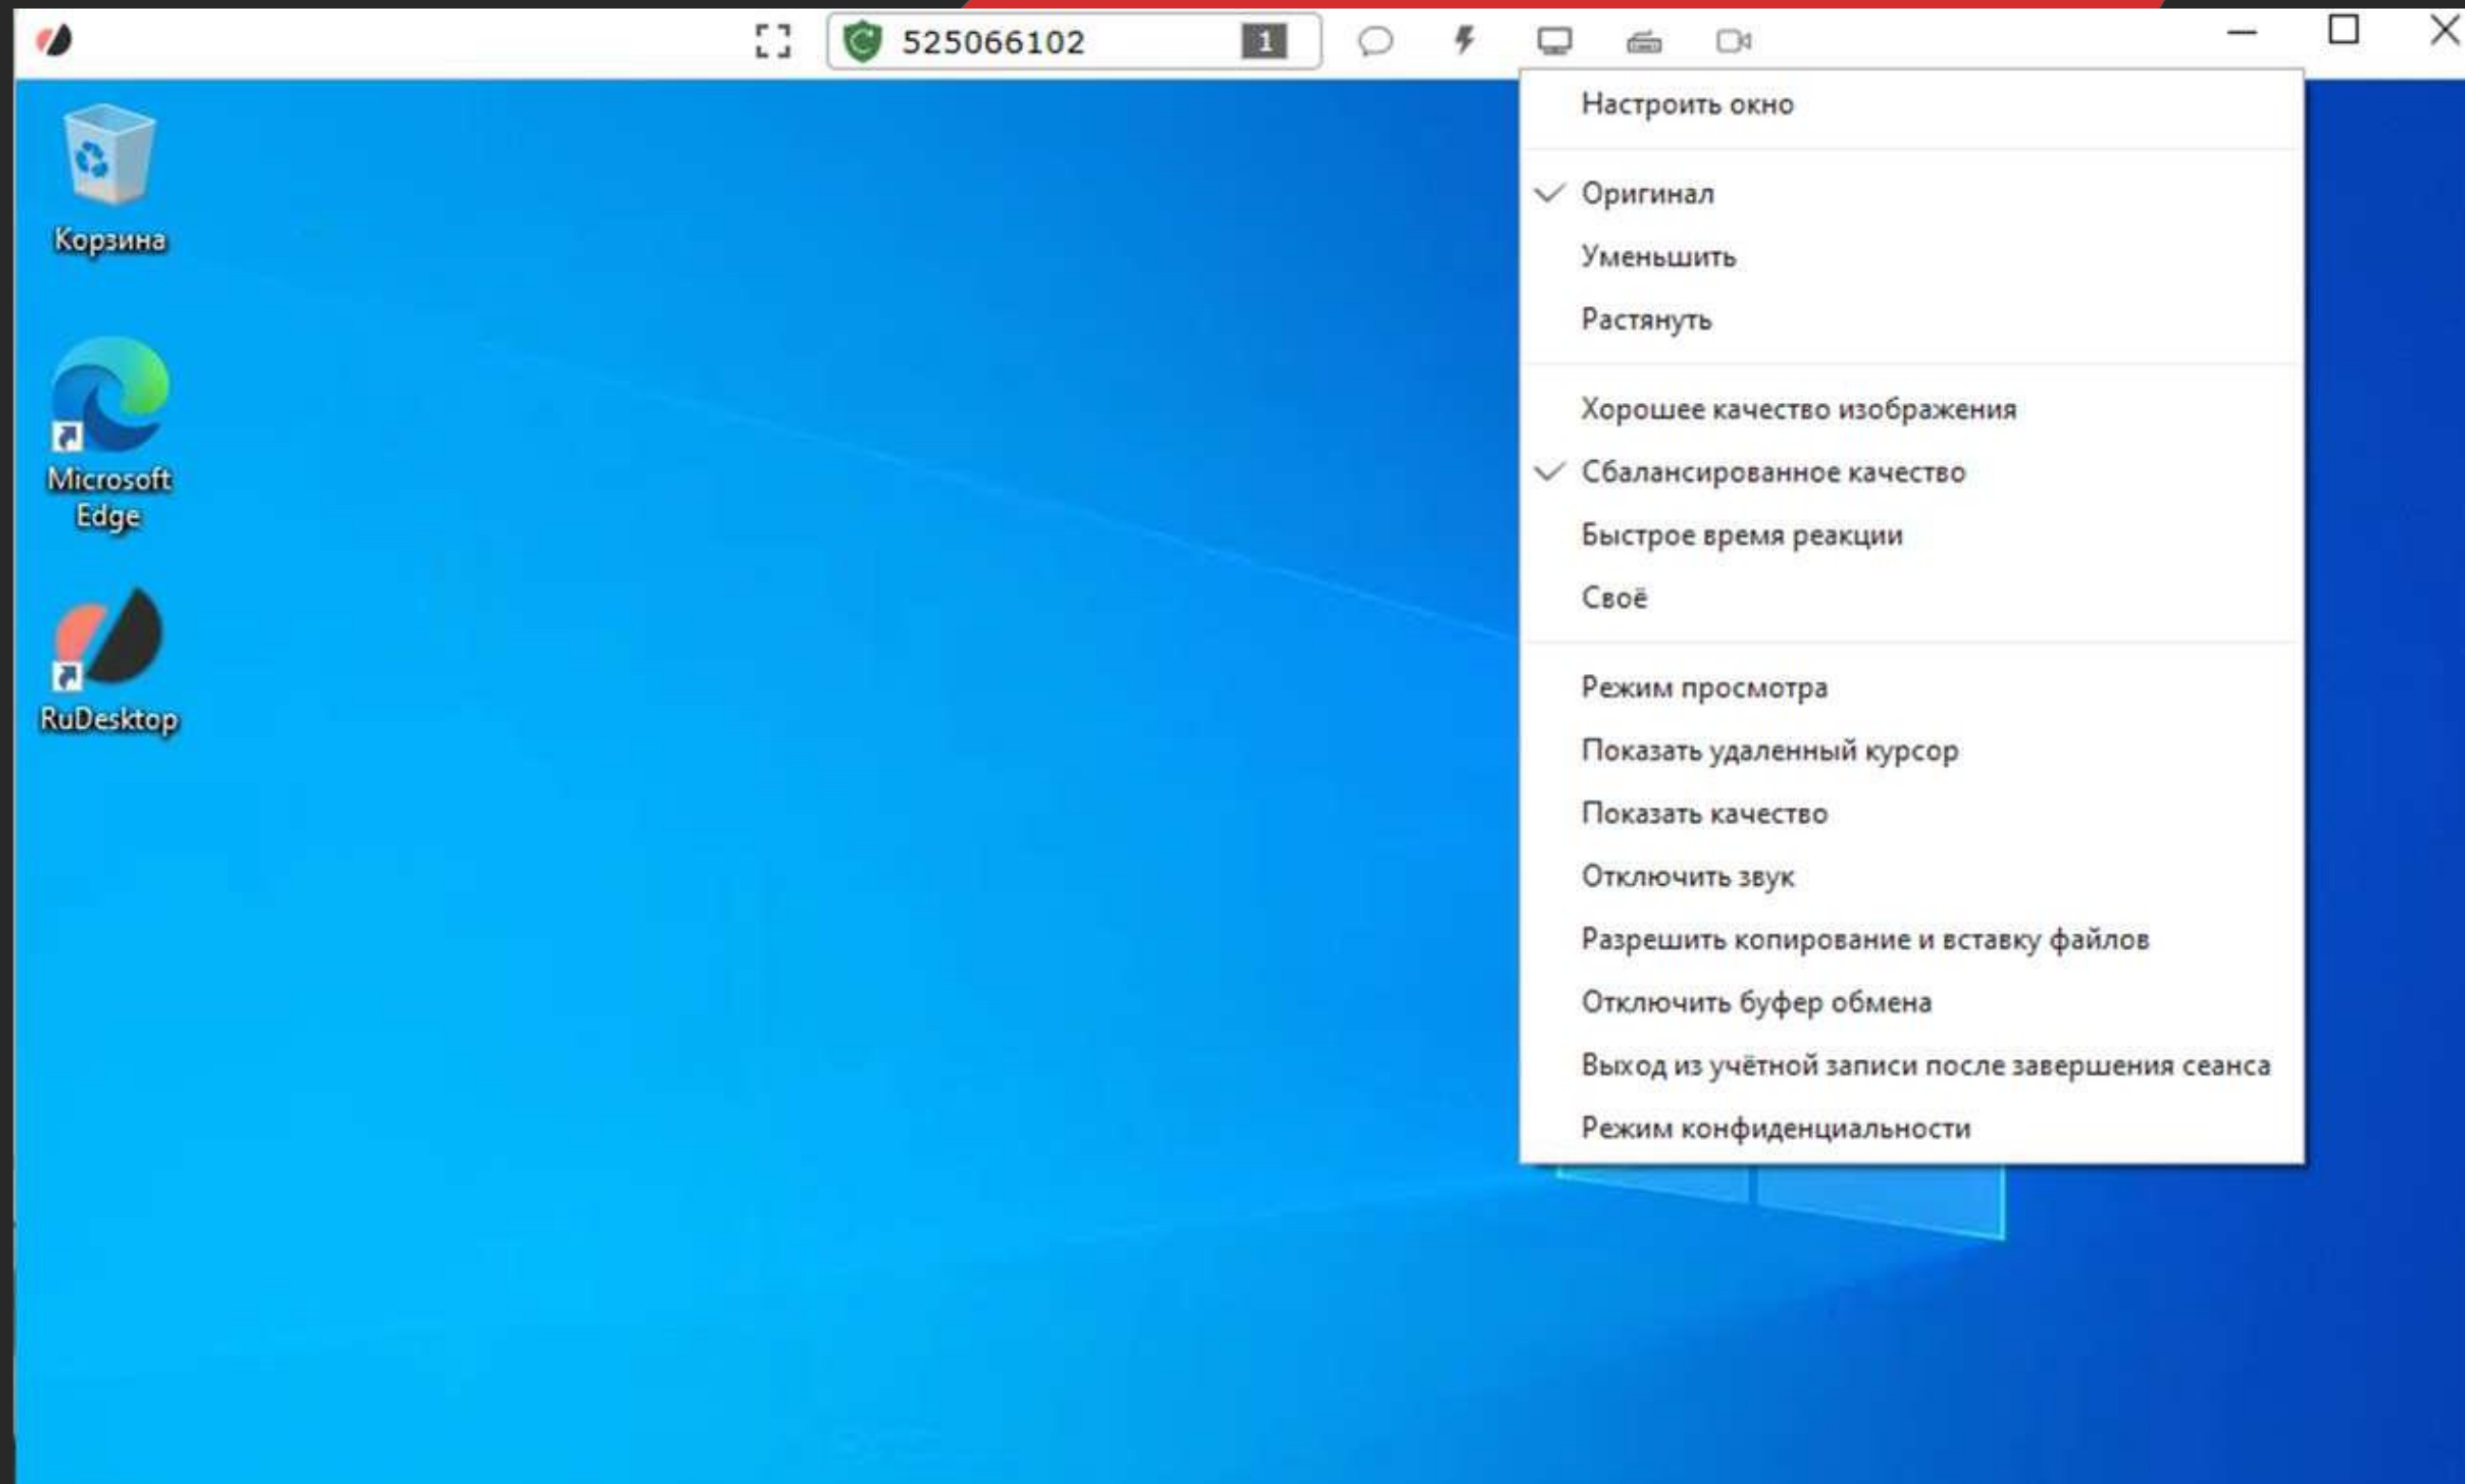 525066102
1
Настроить окно
Оригинал
Уменьшить
Растянуть
Хорошее качество изображения
Сбалансированное качество
Быстрое время реакции
Своё
Режим просмотра
Показать удаленный курсор
Показать качество
Отключить звук
Разрешить копирование и вставку файлов
Отключить буфер обмена
Выход из учётной записи после завершения сеанса
Режим конфиденциальности
Корзина
Microsoft
Edge
RuDesktop